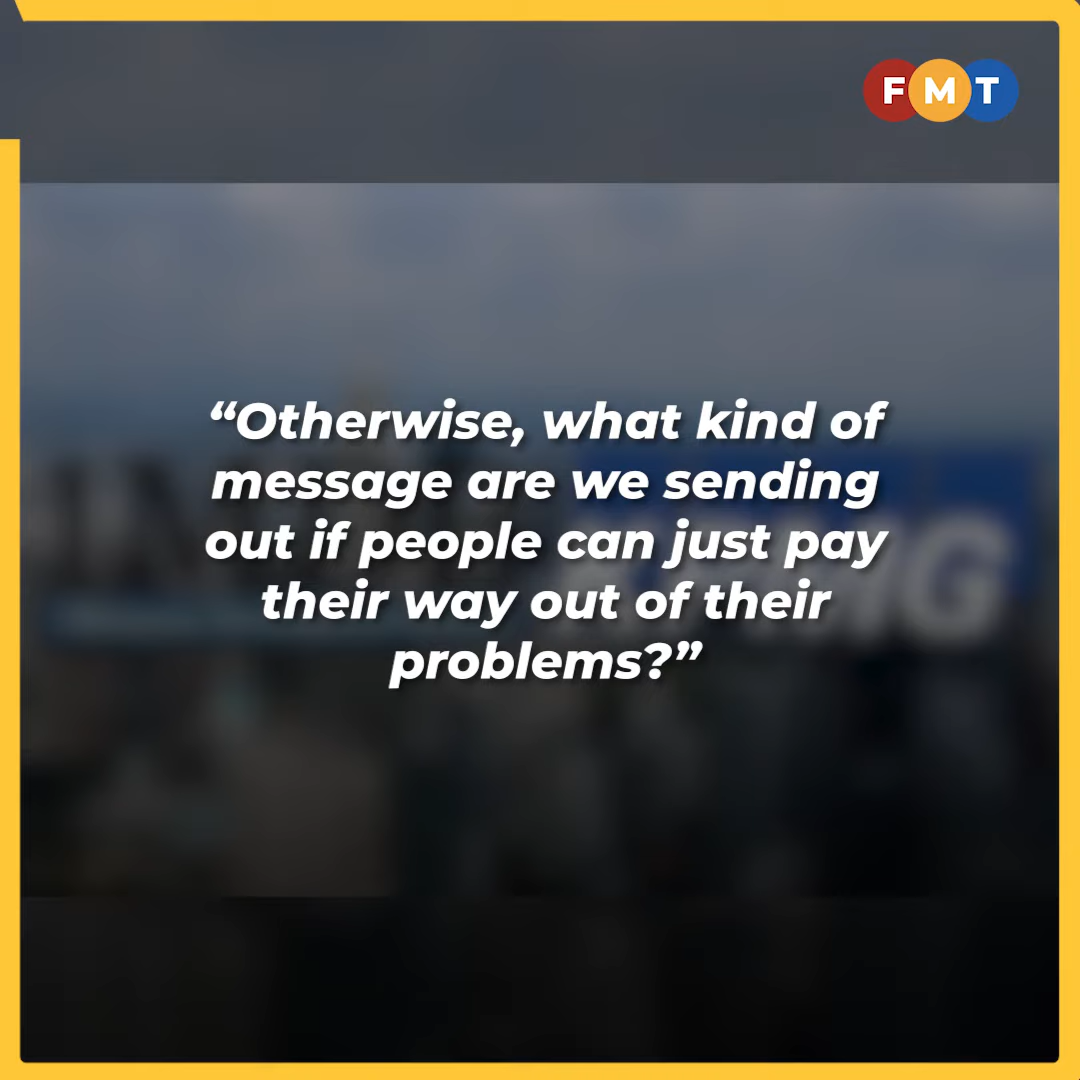 FMT
“Otherwise, what kind of
message are we sending
out if people can just pay
their way out of their
problems?”